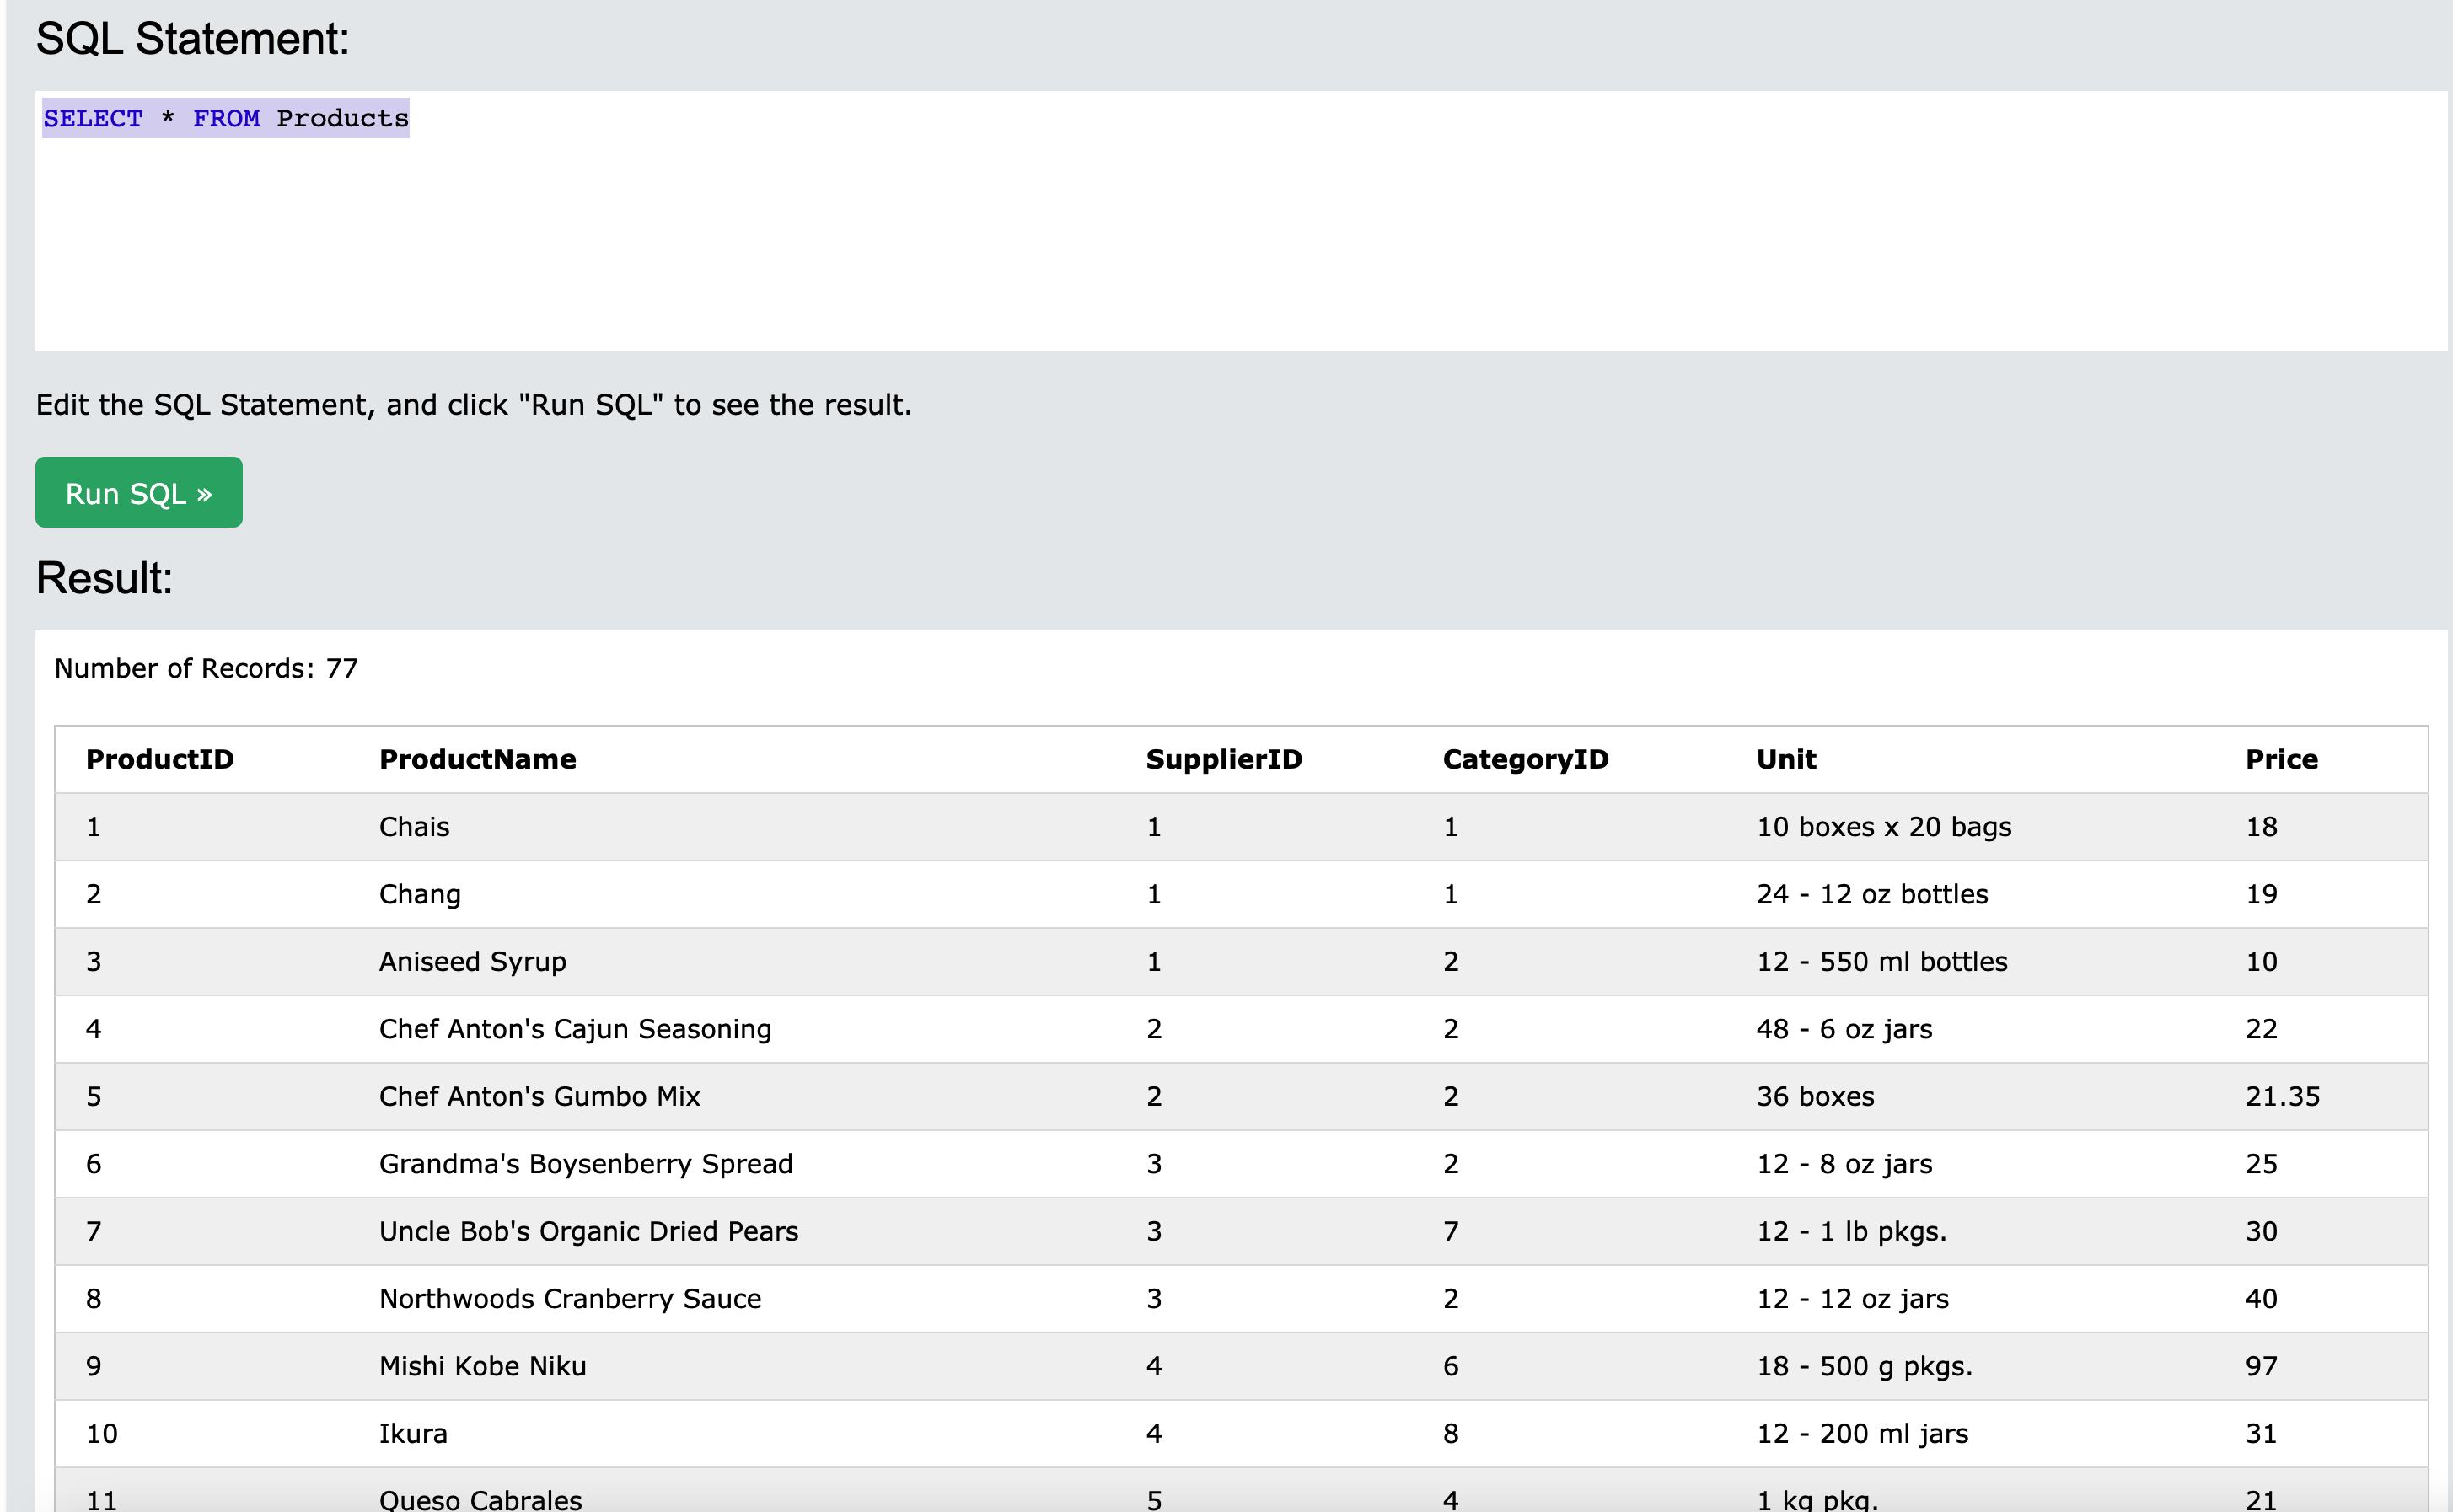 SQL Statement:
SELECT * FROM Products
Edit the SQL Statement, and click "Run SQL" to see the result.
Run SQL »
Result:
Number of Records: 77
ProductID ProductName SupplierID CategoryID Unit Price
1 Chais 1 1 10 boxes x 20 bags 18
2 Chang 1 1 24 - 12 oz bottles 19
3 Aniseed Syrup 1 2 12 - 550 ml bottles 10
4 Chef Anton's Cajun Seasoning 2 2 48 - 6 oz jars 22
5 Chef Anton's Gumbo Mix 2 2 36 boxes 21.35
6 Grandma's Boysenberry Spread 3 2 12 - 8 oz jars 25
7 Uncle Bob's Organic Dried Pears 3 7 12 - 1 lb pkgs. 30
8 Northwoods Cranberry Sauce 3 2 12 - 12 oz jars 40
9 Mishi Kobe Niku 4 6 18 - 500 g pkgs. 97
10 Ikura 4 8 12 - 200 ml jars 31
11 Queso Cabrales 5 4 1 kg pkg. 21